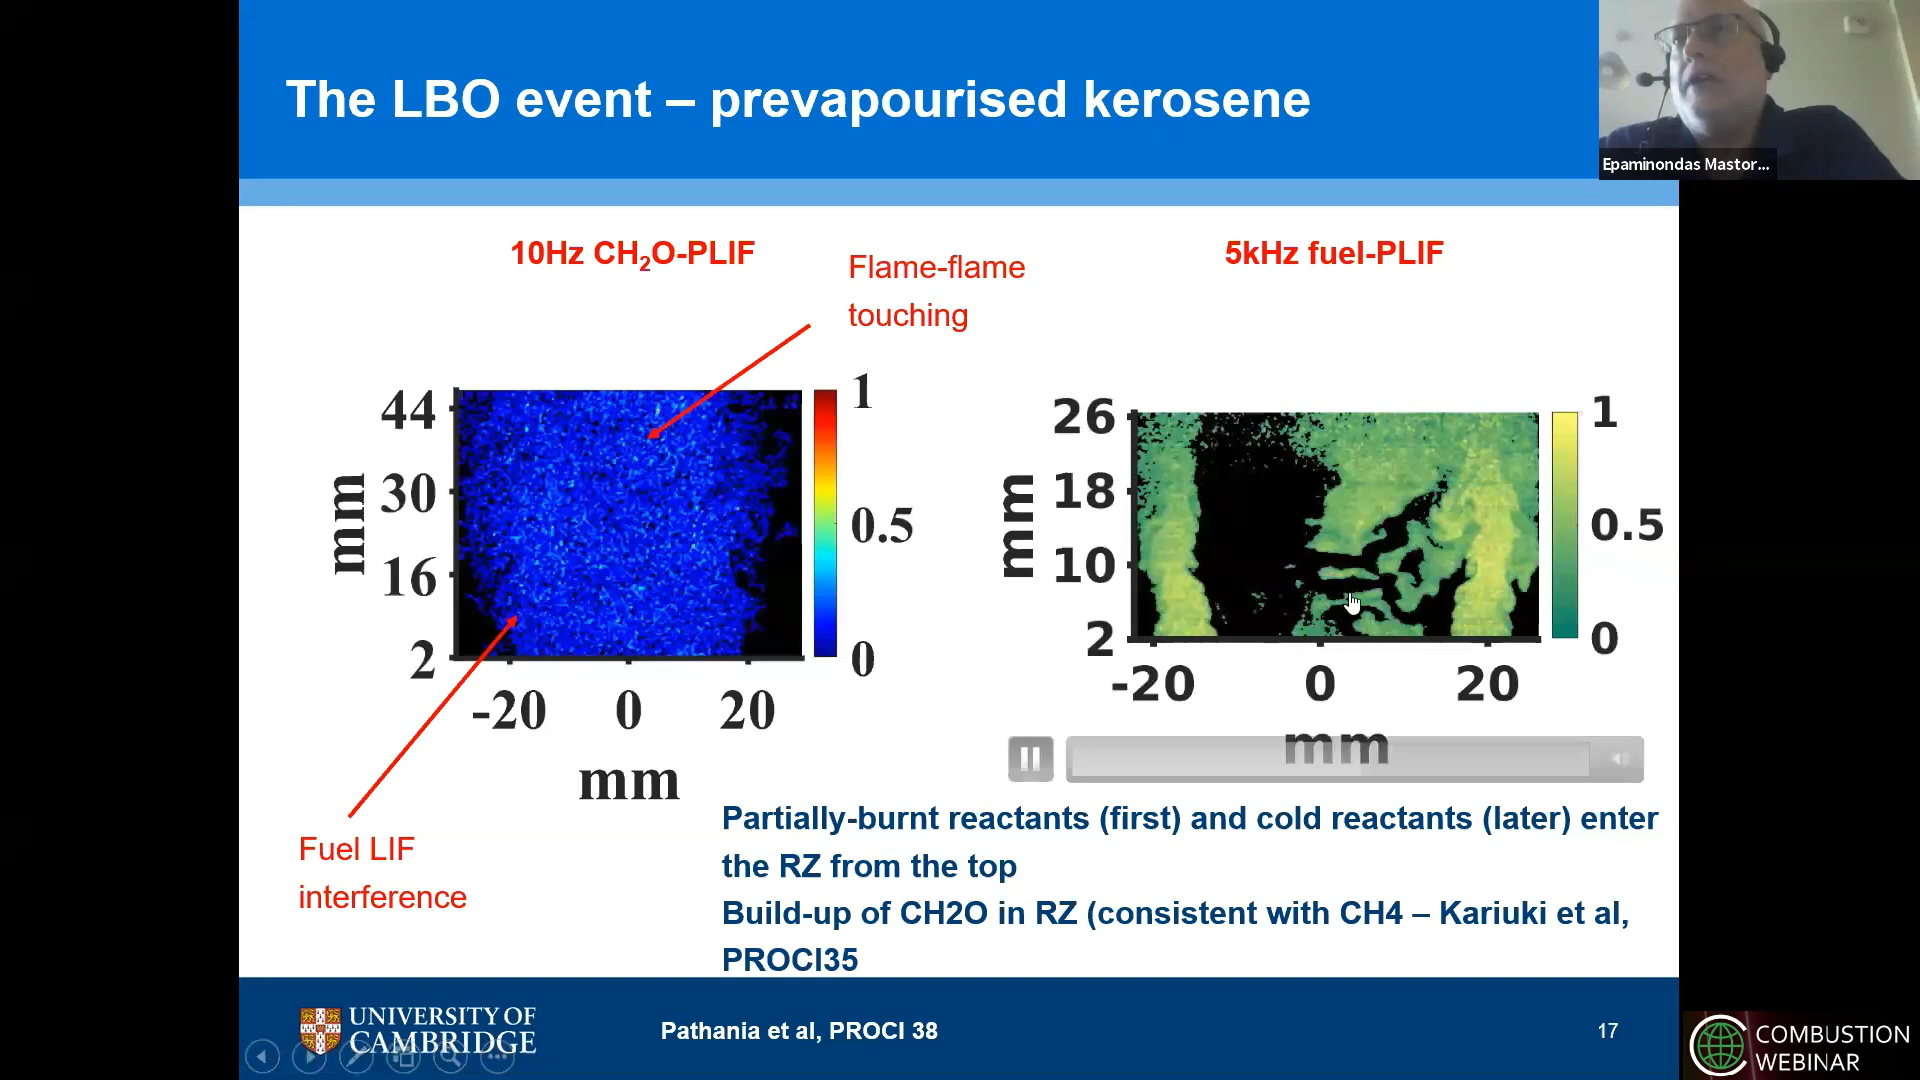 The LBO event – prevapourised kerosene
Epaminondas Mastor...
10Hz CH₂O-PLIF
Flame-flame
touching
5kHz fuel-PLIF
44
30
16
2
mm
-20 0 20
mm
1
0.5
0
26
18
10
2
mm
-20 0 20
mm
1
0.5
0
Fuel LIF
interference
Partially-burnt reactants (first) and cold reactants (later) enter
the RZ from the top
Build-up of CH2O in RZ (consistent with CH4 – Kariuki et al,
PROCI35
UNIVERSITY OF
CAMBRIDGE
Pathania et al, PROCI 38
17
COMBUSTION
WEBINAR